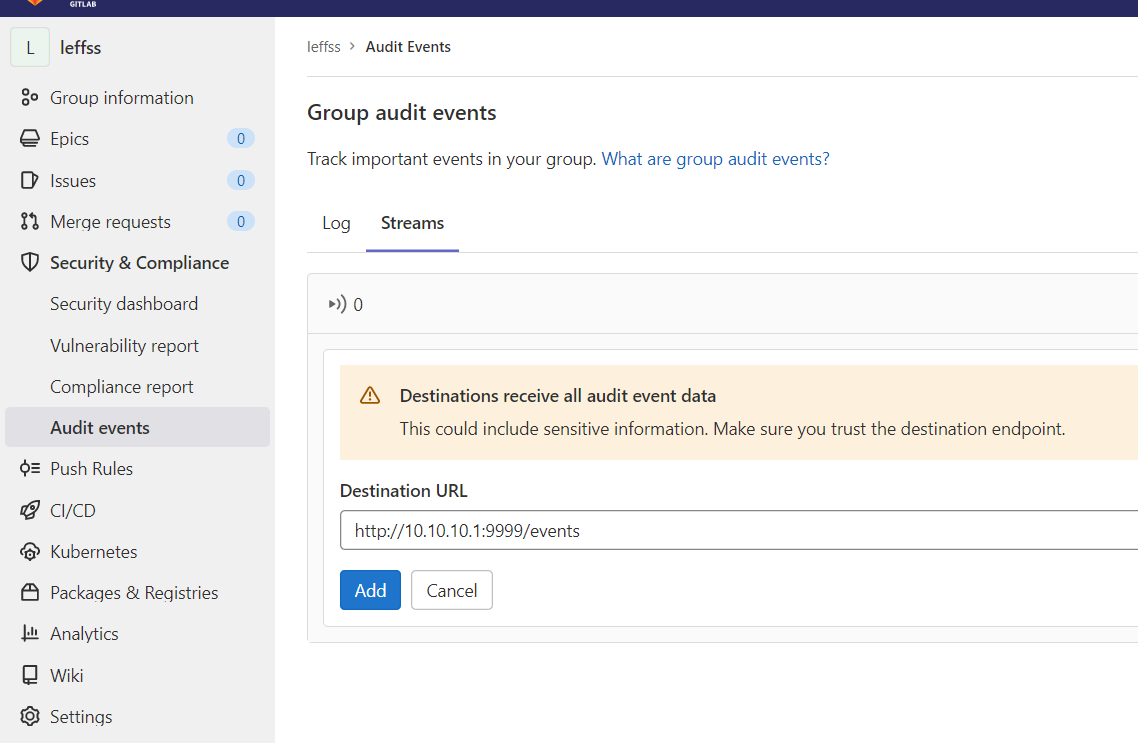 GITLAB
L leffss
Group information
Epics 0
Issues 0
Merge requests 0
Security & Compliance
Security dashboard
Vulnerability report
Compliance report
Audit events
Push Rules
CI/CD
Kubernetes
Packages & Registries
Analytics
Wiki
Settings
leffss > Audit Events
Group audit events
Track important events in your group. What are group audit events?
Log Streams
0
Destinations receive all audit event data
This could include sensitive information. Make sure you trust the destination endpoint.
Destination URL
http://10.10.10.1:9999/events
Add Cancel